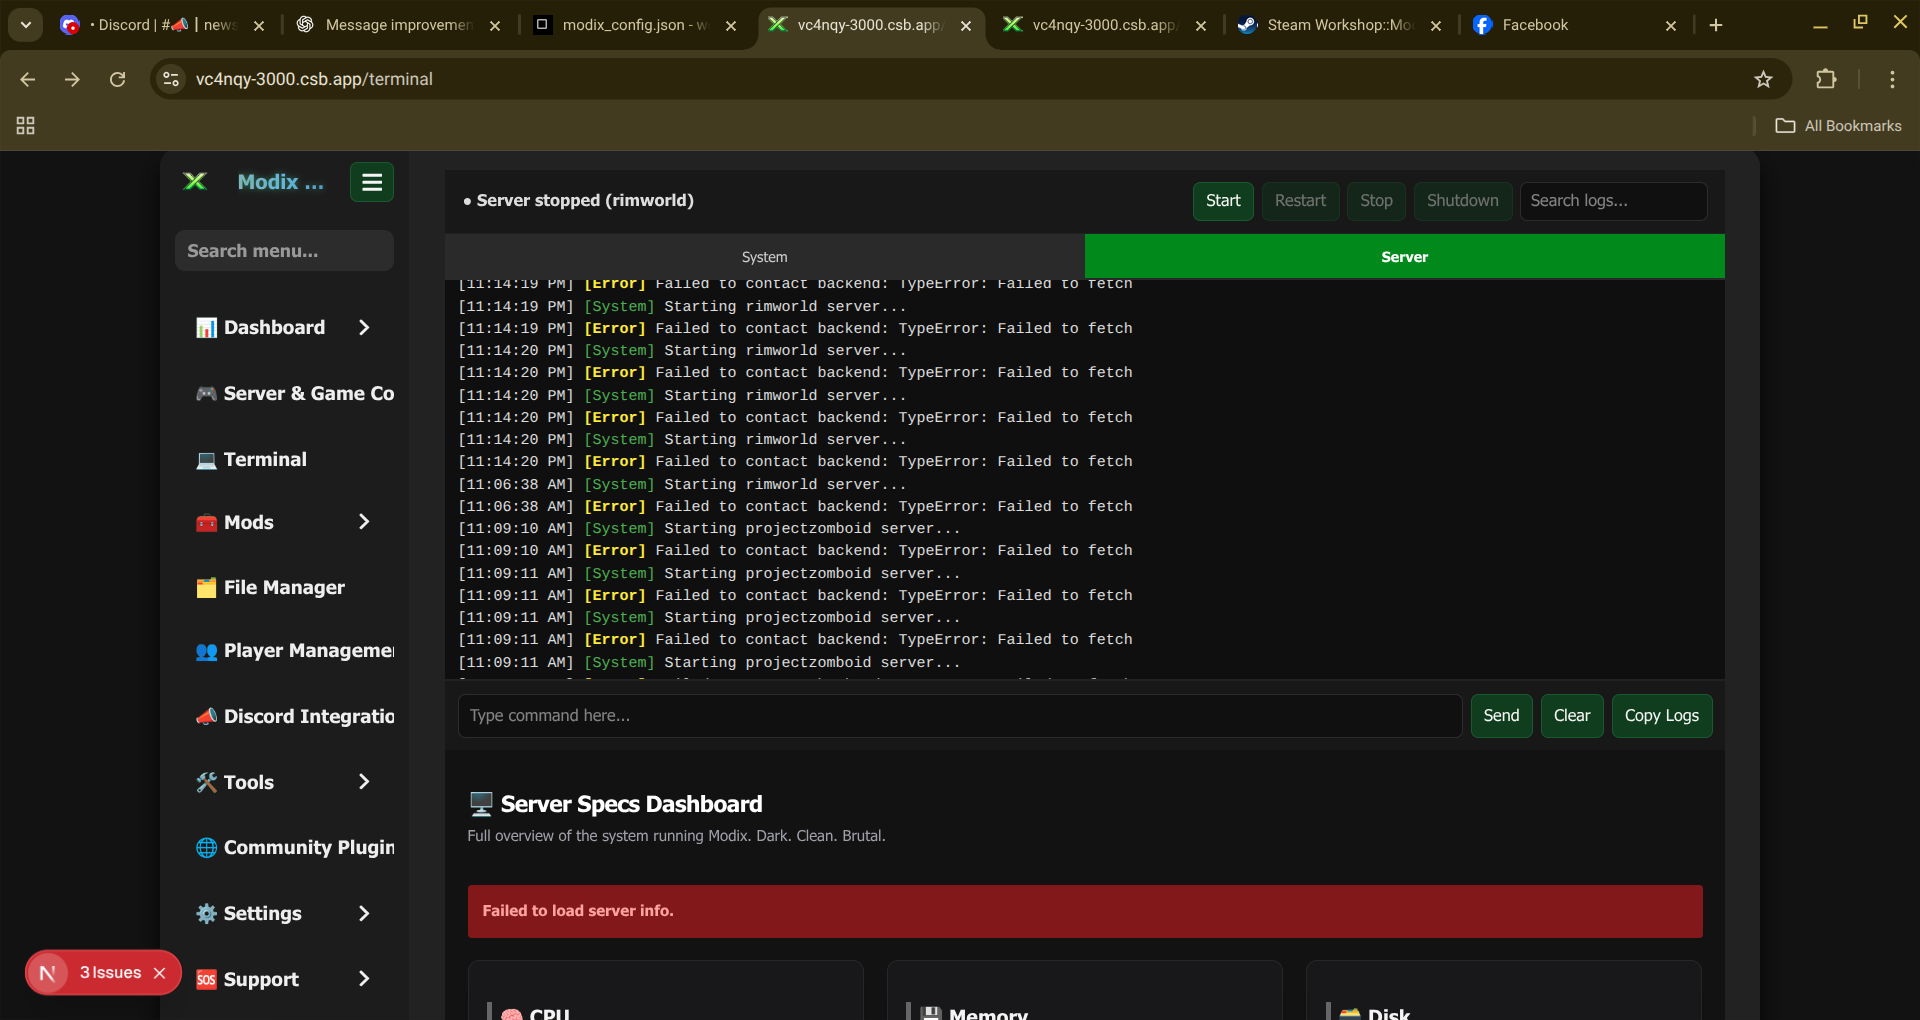 • Discord | #📣 | news
Message improvemen
modix_config.json - w
vc4nqy-3000.csb.app/
vc4nqy-3000.csb.app/
Steam Workshop::Mo
Facebook
vc4nqy-3000.csb.app/terminal
All Bookmarks
Modix ...
Search menu...
📊 Dashboard
🎮 Server & Game Co
💻 Terminal
🧰 Mods
🗂️ File Manager
👥 Player Managemen
📣 Discord Integratio
🛠️ Tools
🌐 Community Plugin
⚙️ Settings
🆘 Support
N 3 Issues
• Server stopped (rimworld)
Start Restart Stop Shutdown Search logs...
System Server
[11:14:19 PM] [Error] Failed to contact backend: TypeError: Failed to fetch
[11:14:19 PM] [System] Starting rimworld server...
[11:14:19 PM] [Error] Failed to contact backend: TypeError: Failed to fetch
[11:14:20 PM] [System] Starting rimworld server...
[11:14:20 PM] [Error] Failed to contact backend: TypeError: Failed to fetch
[11:14:20 PM] [System] Starting rimworld server...
[11:14:20 PM] [Error] Failed to contact backend: TypeError: Failed to fetch
[11:14:20 PM] [System] Starting rimworld server...
[11:14:20 PM] [Error] Failed to contact backend: TypeError: Failed to fetch
[11:06:38 AM] [System] Starting rimworld server...
[11:06:38 AM] [Error] Failed to contact backend: TypeError: Failed to fetch
[11:09:10 AM] [System] Starting projectzomboid server...
[11:09:10 AM] [Error] Failed to contact backend: TypeError: Failed to fetch
[11:09:11 AM] [System] Starting projectzomboid server...
[11:09:11 AM] [Error] Failed to contact backend: TypeError: Failed to fetch
[11:09:11 AM] [System] Starting projectzomboid server...
[11:09:11 AM] [Error] Failed to contact backend: TypeError: Failed to fetch
[11:09:11 AM] [System] Starting projectzomboid server...
Type command here...
Send Clear Copy Logs
🖥️ Server Specs Dashboard
Full overview of the system running Modix. Dark. Clean. Brutal.
Failed to load server info.
🧠 CPU
💾 Memory
🗃️ Disk